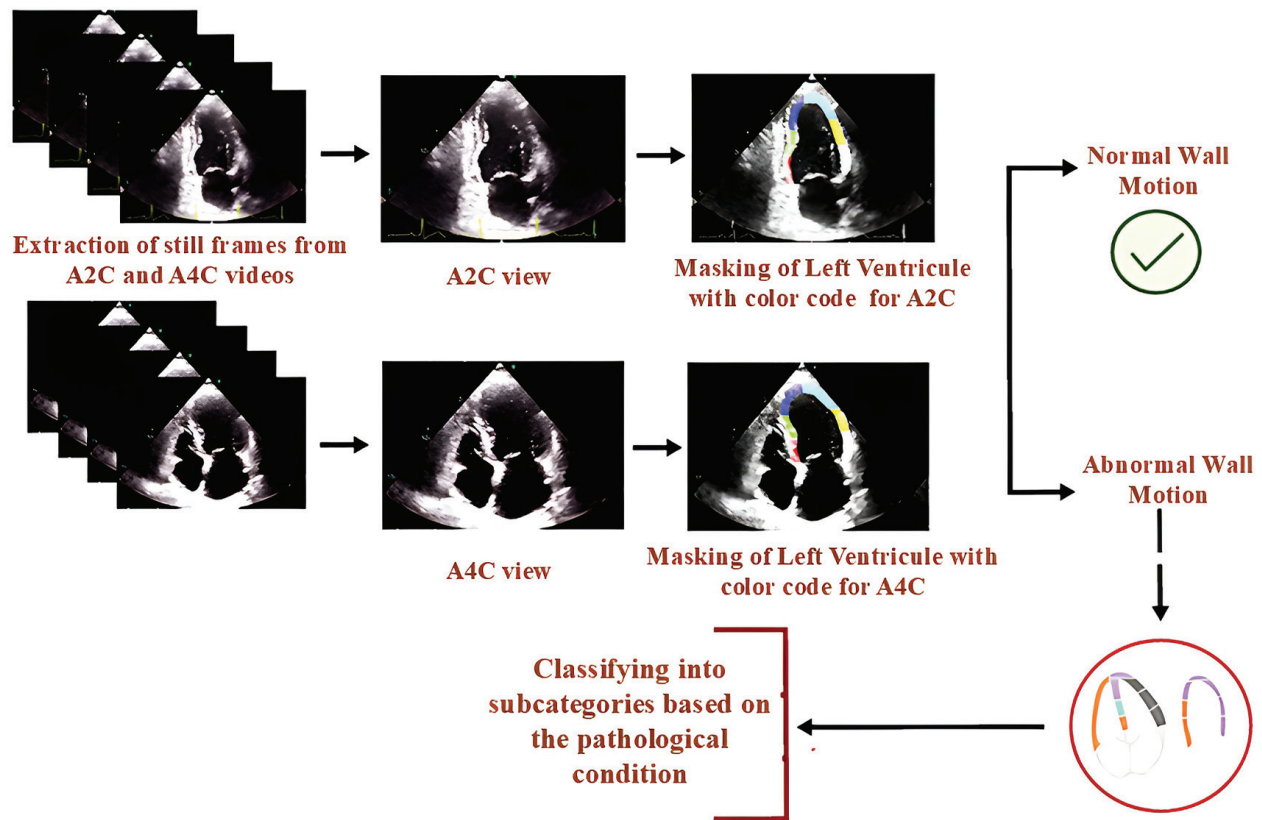 Extraction of still frames from
A2C and A4C videos
A2C view
Masking of Left Ventricule
with color code for A2C
Normal Wall
Motion
A4C view
Masking of Left Ventricule with
color code for A4C
Abnormal Wall
Motion
Classifying into
subcategories based on
the pathological
condition